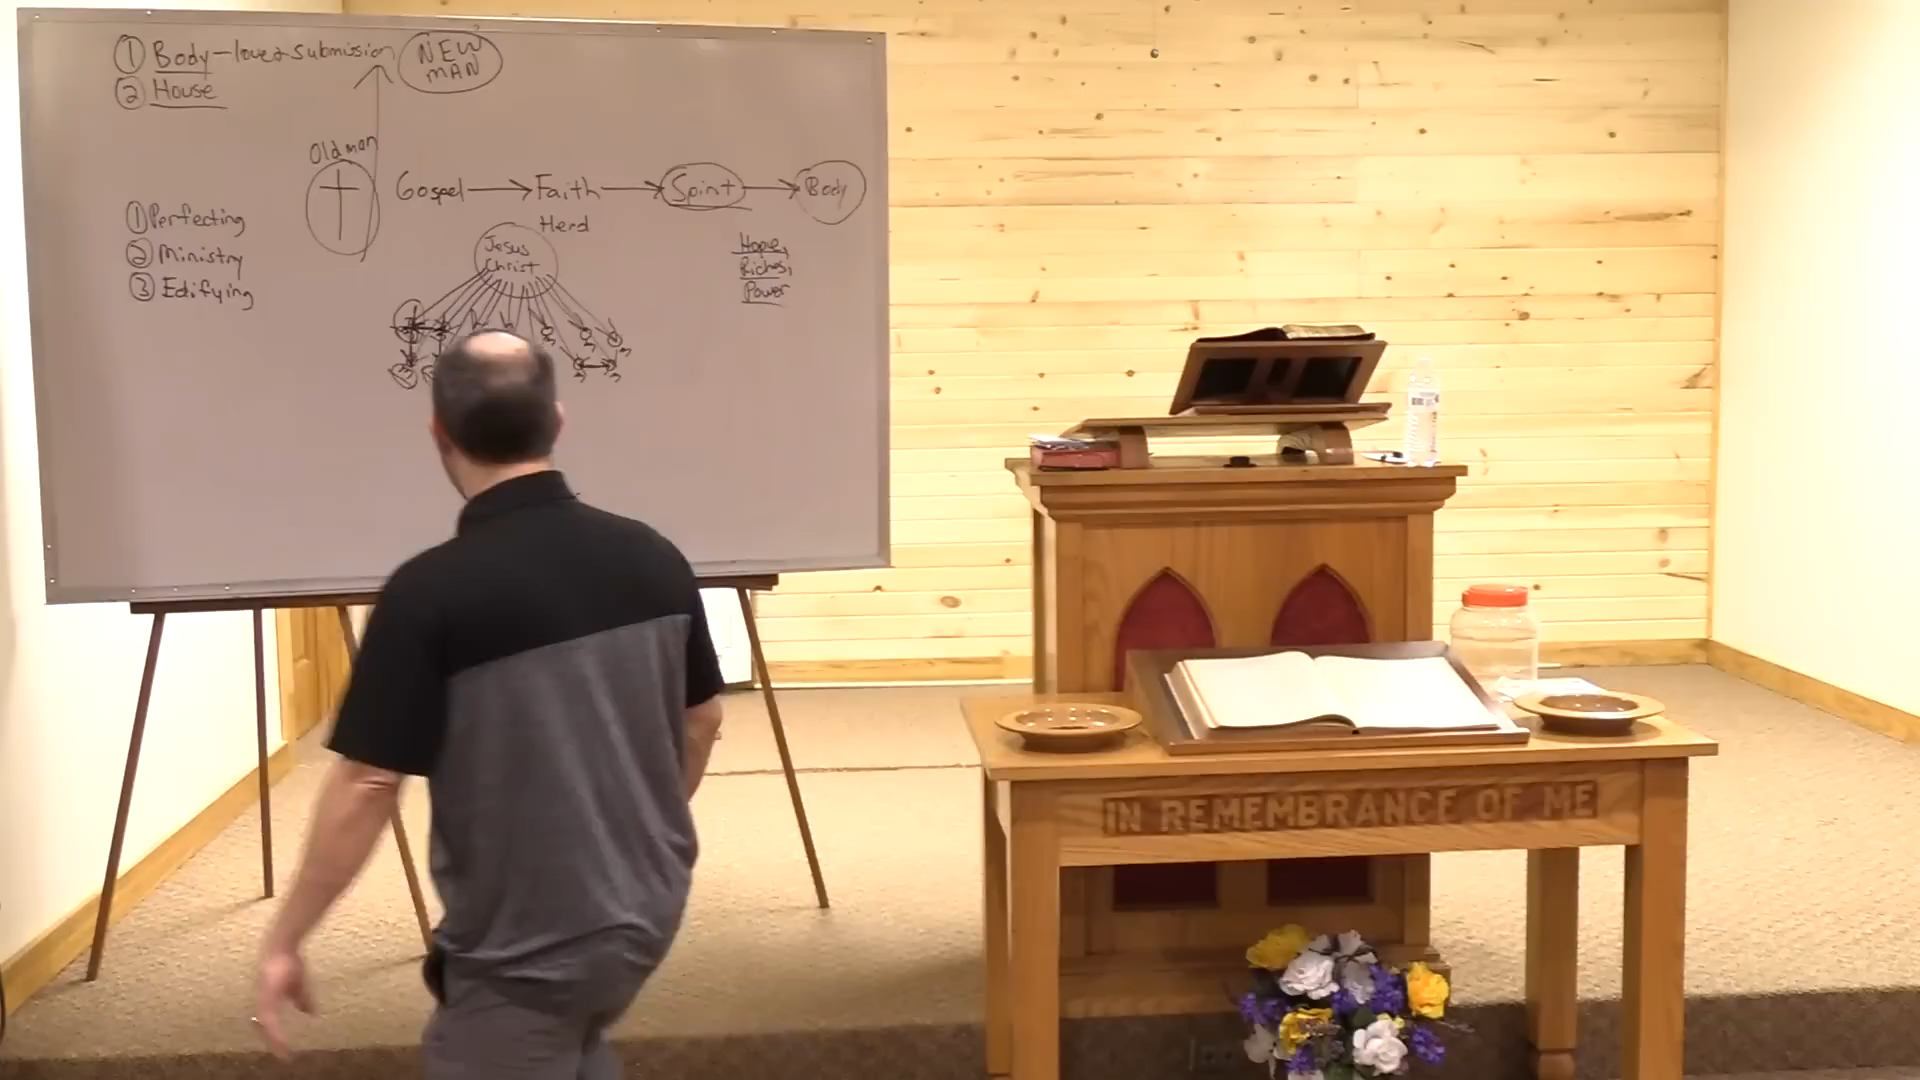 ① Body - love & submission
② House
NEW
MAN
Old man
Gospel → Faith → Spirit → Body
① Perfecting
② Ministry
③ Edifying
Head
Jesus
Christ
Hope,
Riches,
Power
IN REMEMBRANCE OF ME